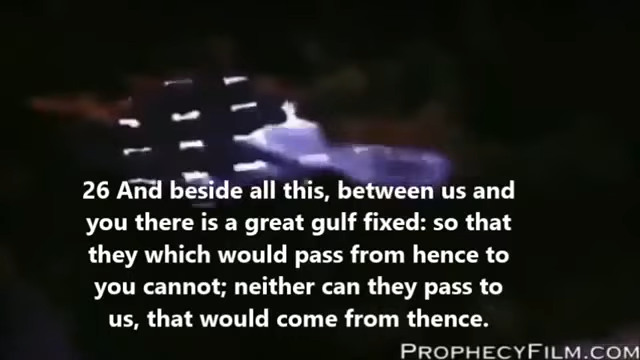 26 And beside all this, between us and
you there is a great gulf fixed: so that
they which would pass from hence to
you cannot; neither can they pass to
us, that would come from thence.
PROPHECYFILM.COM